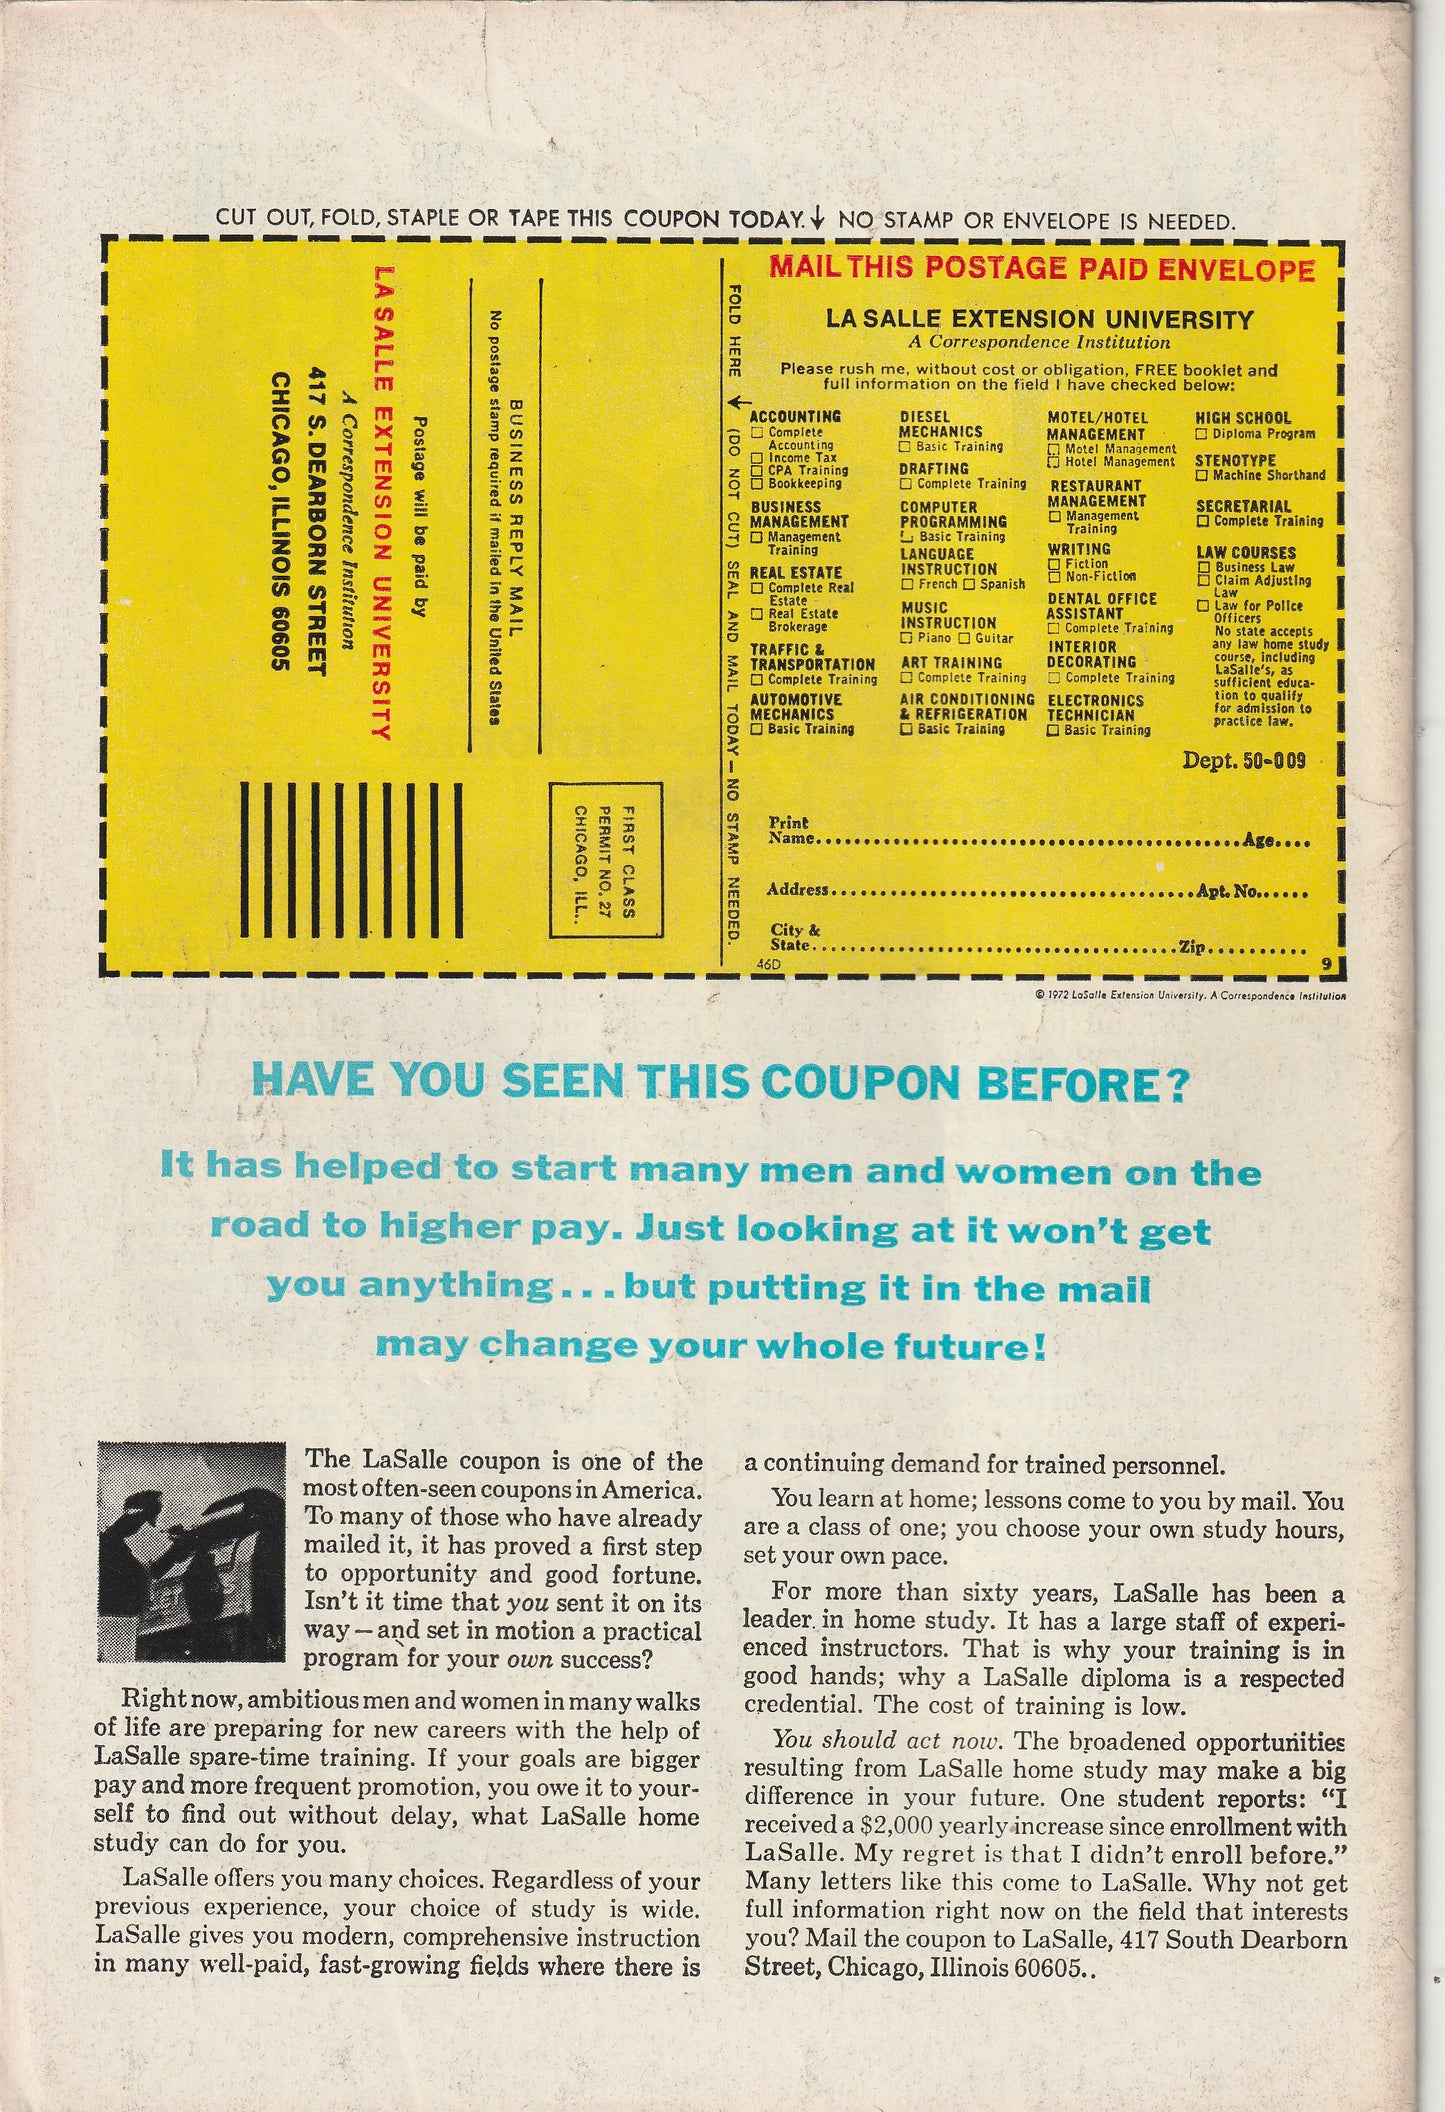 CUT OUT, FOLD, STAPLE OR TAPE THIS COUPON TODAY. ↓ NO STAMP OR ENVELOPE IS NEEDED.
LA SALLE EXTENSION UNIVERSITY
A Correspondence Institution
417 S. DEARBORN STREET
CHICAGO, ILLINOIS 60605
Postage will be paid by
BUSINESS REPLY MAIL
No postage stamp required if mailed in the United States
FIRST CLASS
PERMIT NO. 27
CHICAGO, ILL..
FOLD HERE (DO NOT CUT) SEAL AND MAIL TODAY — NO STAMP NEEDED.
MAIL THIS POSTAGE PAID ENVELOPE
LA SALLE EXTENSION UNIVERSITY
A Correspondence Institution
Please rush me, without cost or obligation, FREE booklet and
full information on the field I have checked below:
ACCOUNTING
☐ Complete
Accounting
☐ Income Tax
☐ CPA Training
☐ Bookkeeping
BUSINESS
MANAGEMENT
☐ Management
Training
REAL ESTATE
☐ Complete Real
Estate
☐ Real Estate
Brokerage
TRAFFIC &
TRANSPORTATION
☐ Complete Training
AUTOMOTIVE
MECHANICS
☐ Basic Training
DIESEL
MECHANICS
☐ Basic Training
DRAFTING
☐ Complete Training
COMPUTER
PROGRAMMING
☐ Basic Training
LANGUAGE
INSTRUCTION
☐ French ☐ Spanish
MUSIC
INSTRUCTION
☐ Piano ☐ Guitar
ART TRAINING
☐ Complete Training
AIR CONDITIONING
& REFRIGERATION
☐ Basic Training
MOTEL/HOTEL
MANAGEMENT
☐ Motel Management
☐ Hotel Management
RESTAURANT
MANAGEMENT
☐ Management
Training
WRITING
☐ Fiction
☐ Non-Fiction
DENTAL OFFICE
ASSISTANT
☐ Complete Training
INTERIOR
DECORATING
☐ Complete Training
ELECTRONICS
TECHNICIAN
☐ Basic Training
HIGH SCHOOL
☐ Diploma Program
STENOTYPE
☐ Machine Shorthand
SECRETARIAL
☐ Complete Training
LAW COURSES
☐ Business Law
☐ Claim Adjusting
Law
☐ Law for Police
Officers
No state accepts
any law home study
course, including
LaSalle's, as
sufficient educa-
tion to qualify
for admission to
practice law.
Dept. 50-009
Print
Name.....Age....
Address.....Apt. No......
City &
State.....Zip..........
46D 9
© 1972 LaSalle Extension University. A Correspondence Institution
HAVE YOU SEEN THIS COUPON BEFORE?
It has helped to start many men and women on the
road to higher pay. Just looking at it won't get
you anything... but putting it in the mail
may change your whole future!
The LaSalle coupon is one of the
most often-seen coupons in America.
To many of those who have already
mailed it, it has proved a first step
to opportunity and good fortune.
Isn't it time that you sent it on its
way — and set in motion a practical
program for your own success?
Right now, ambitious men and women in many walks
of life are preparing for new careers with the help of
LaSalle spare-time training. If your goals are bigger
pay and more frequent promotion, you owe it to your-
self to find out without delay, what LaSalle home
study can do for you.
LaSalle offers you many choices. Regardless of your
previous experience, your choice of study is wide.
LaSalle gives you modern, comprehensive instruction
in many well-paid, fast-growing fields where there is
a continuing demand for trained personnel.
You learn at home; lessons come to you by mail. You
are a class of one; you choose your own study hours,
set your own pace.
For more than sixty years, LaSalle has been a
leader in home study. It has a large staff of experi-
enced instructors. That is why your training is in
good hands; why a LaSalle diploma is a respected
credential. The cost of training is low.
You should act now. The broadened opportunities
resulting from LaSalle home study may make a big
difference in your future. One student reports: “I
received a $2,000 yearly increase since enrollment with
LaSalle. My regret is that I didn't enroll before.”
Many letters like this come to LaSalle. Why not get
full information right now on the field that interests
you? Mail the coupon to LaSalle, 417 South Dearborn
Street, Chicago, Illinois 60605..